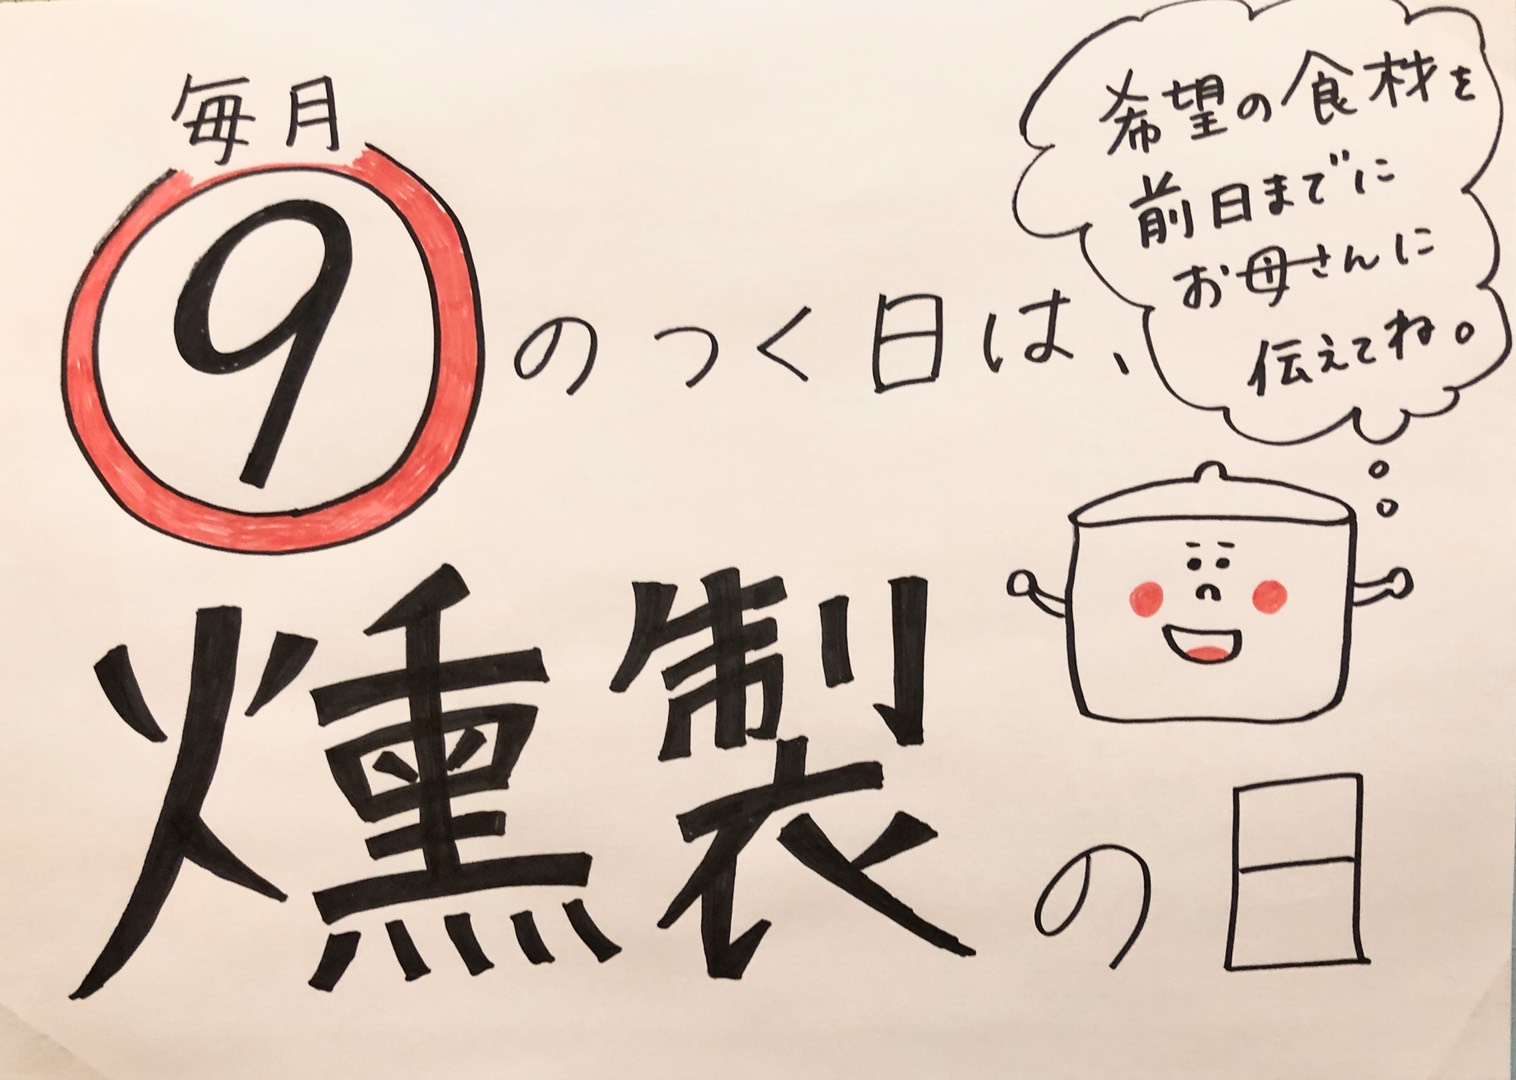 毎月
9のつく日は、
燻製の日
希望の食材を
前日までに
お母さんに
伝えてね。